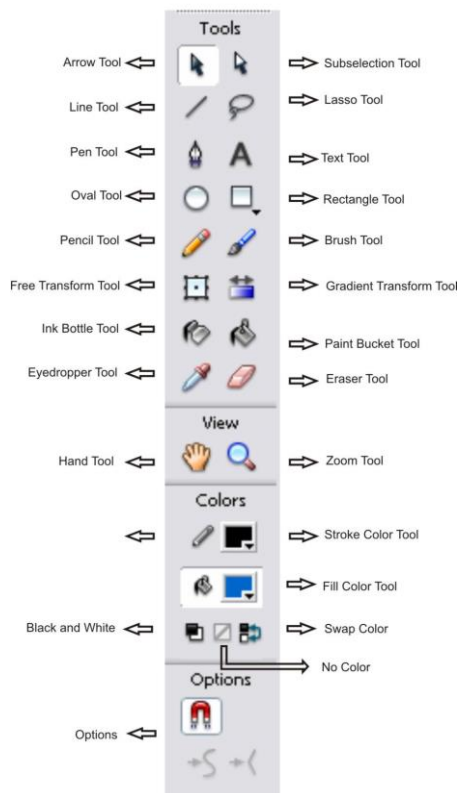 Tools
Arrow Tool
Subselection Tool
Line Tool
Lasso Tool
Pen Tool
A
Text Tool
Oval Tool
Rectangle Tool
Pencil Tool
Brush Tool
Free Transform Tool
Gradient Transform Tool
Ink Bottle Tool
Paint Bucket Tool
Eyedropper Tool
Eraser Tool
View
Hand Tool
Zoom Tool
Colors
Stroke Color Tool
Fill Color Tool
Black and White
Swap Color
No Color
Options
Options